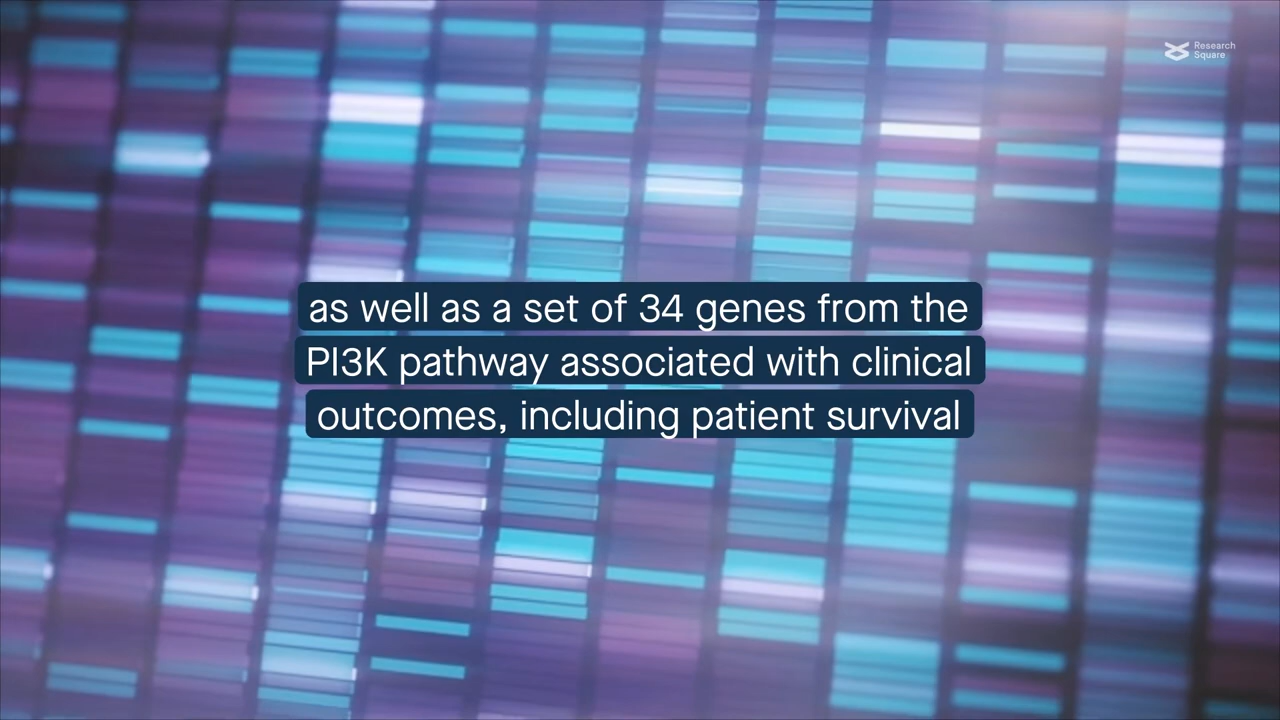 Research
Square
as well as a set of 34 genes from the
PI3K pathway associated with clinical
outcomes, including patient survival